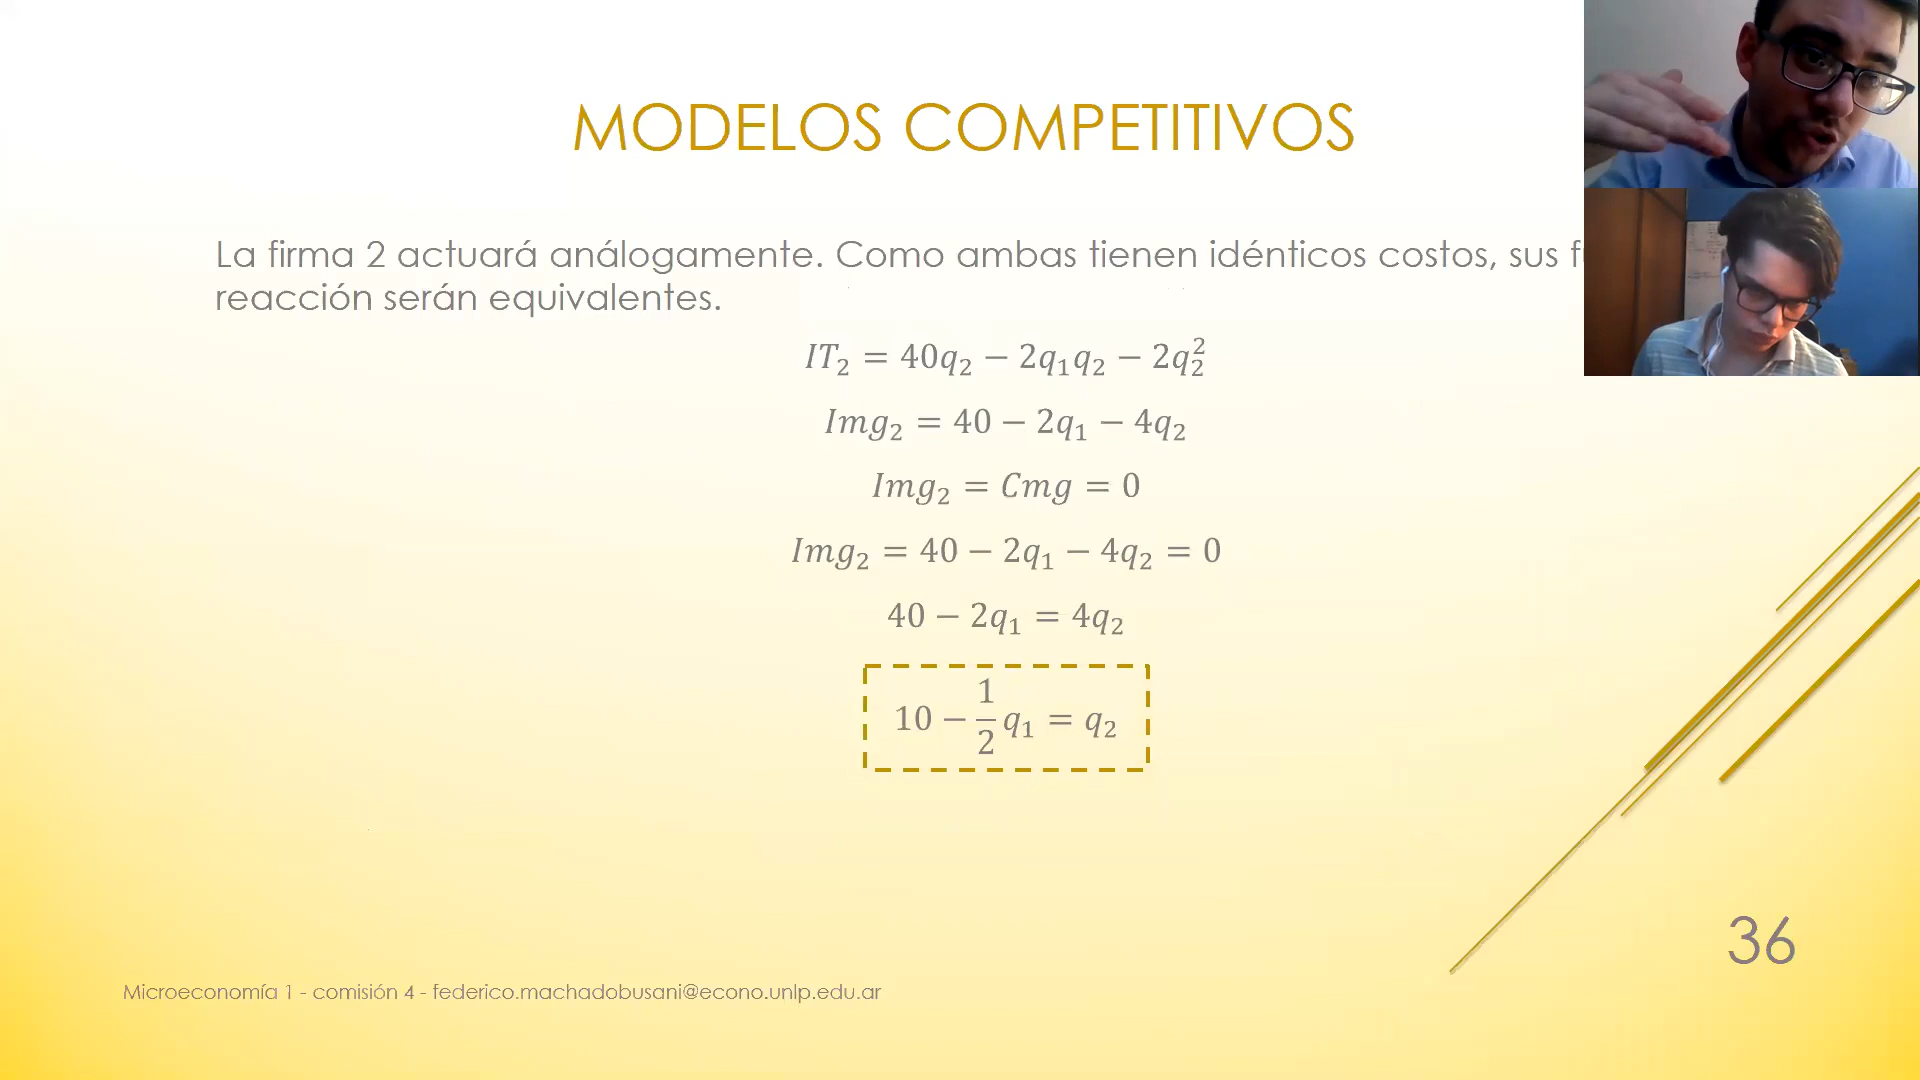 MODELOS COMPETITIVOS
La firma 2 actuará análogamente. Como ambas tienen idénticos costos, sus
reacción serán equivalentes.
IT₂ = 40q₂ − 2q₁q₂ − 2q₂²
Img₂ = 40 − 2q₁ − 4q₂
Img₂ = Cmg = 0
Img₂ = 40 − 2q₁ − 4q₂ = 0
40 − 2q₁ = 4q₂
10 − 1/2 q₁ = q₂
36
Microeconomía 1 - comisión 4 - federico.machadobusani@econo.unlp.edu.ar